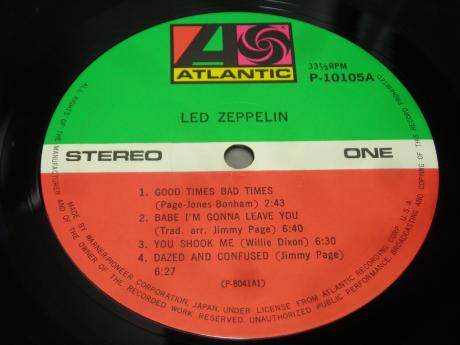 ATLANTIC
33⅓RPM
P-10105A
LED ZEPPELIN
STEREO
ONE
1. GOOD TIMES BAD TIMES
(Page-Jones-Bonham) 2:43
2. BABE I'M GONNA LEAVE YOU
(Trad. arr. Jimmy Page) 6:40
3. YOU SHOOK ME (Willie Dixon) 6:30
4. DAZED AND CONFUSED (Jimmy Page)
6:27
(P-8041A1)
MADE BY WARNER-PIONEER CORPORATION, JAPAN, UNDER LICENSE FROM ATLANTIC RECORDING CORP. U.S.A.
ALL RIGHTS OF THE MANUFACTURER AND OF THE OWNER OF THE RECORDED WORK RESERVED. UNAUTHORIZED PUBLIC PERFORMANCE, BROADCASTING AND COPYING OF THIS RECORD PROHIBITED